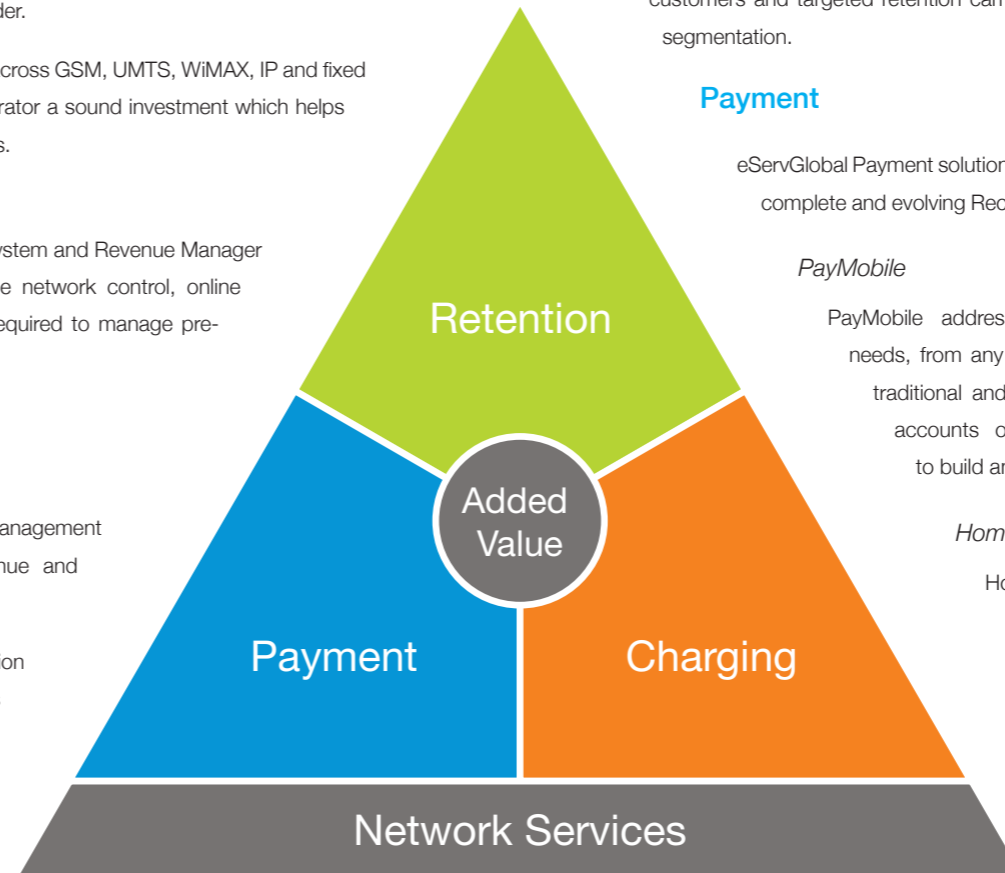 der.
cross GSM, UMTS, WiMAX, IP and fixed
rator a sound investment which helps
s.
ystem and Revenue Manager
e network control, online
equired to manage pre-
anagement
nue and
ion
customers and targeted retention cam
segmentation.
Payment
eServGlobal Payment solution
complete and evolving Rec
PayMobile
PayMobile addres
needs, from any
traditional and
accounts o
to build an
Hom
Ho
Retention
Added
Value
Payment
Charging
Network Services